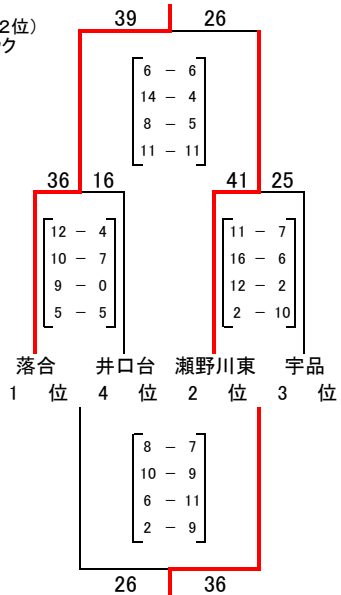 39 26
2位）
ク
6 － 6
14 － 4
8 － 5
11 － 11
36 16 41 25
12 － 4 11 － 7
10 － 7 16 － 6
9 － 0 12 － 2
5 － 5 2 － 10
落合 井口台 瀬野川東 宇品
1 位 4 位 2 位 3 位
8 － 7
10 － 9
6 － 11
2 － 9
26 36